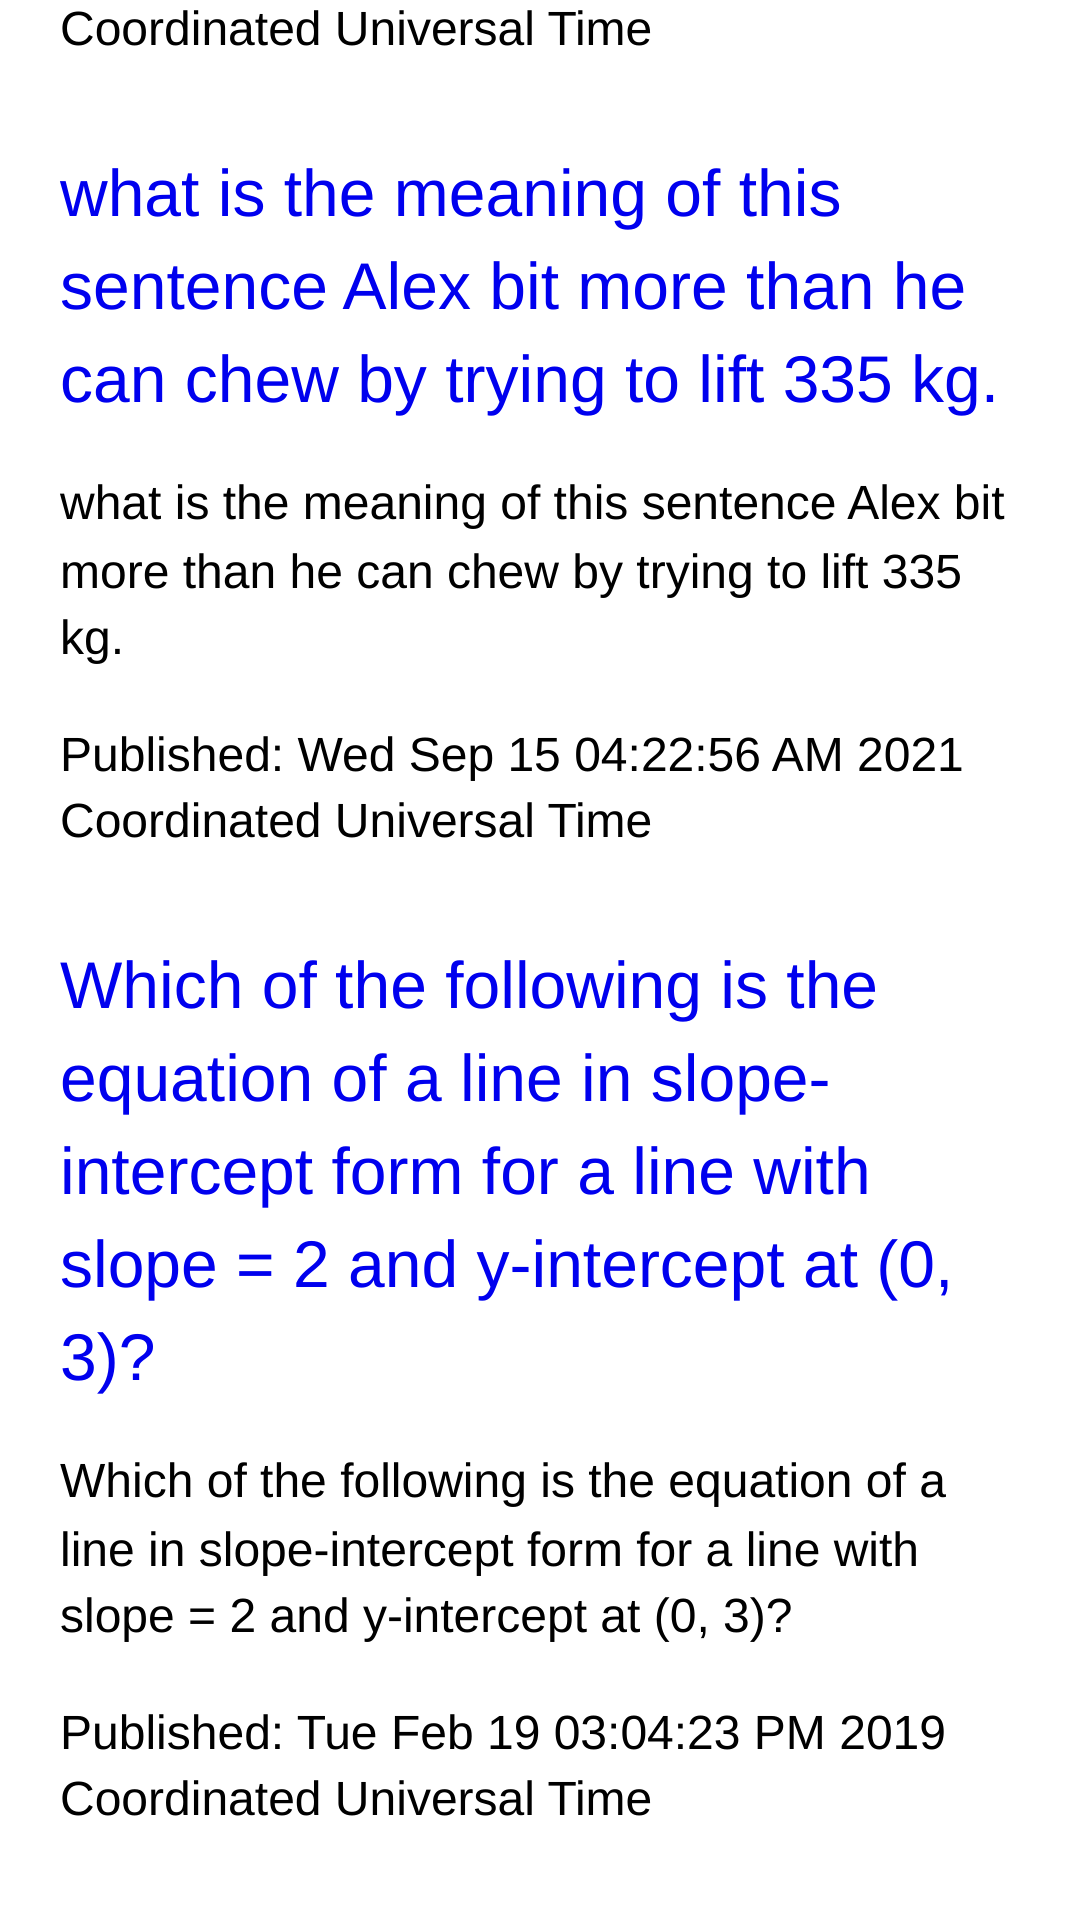 Coordinated Universal Time
what is the meaning of this
sentence Alex bit more than he
can chew by trying to lift 335 kg.
what is the meaning of this sentence Alex bit
more than he can chew by trying to lift 335
kg.
Published: Wed Sep 15 04:22:56 AM 2021
Coordinated Universal Time
Which of the following is the
equation of a line in slope-
intercept form for a line with
slope = 2 and y-intercept at (0,
3)?
Which of the following is the equation of a
line in slope-intercept form for a line with
slope = 2 and y-intercept at (0, 3)?
Published: Tue Feb 19 03:04:23 PM 2019
Coordinated Universal Time